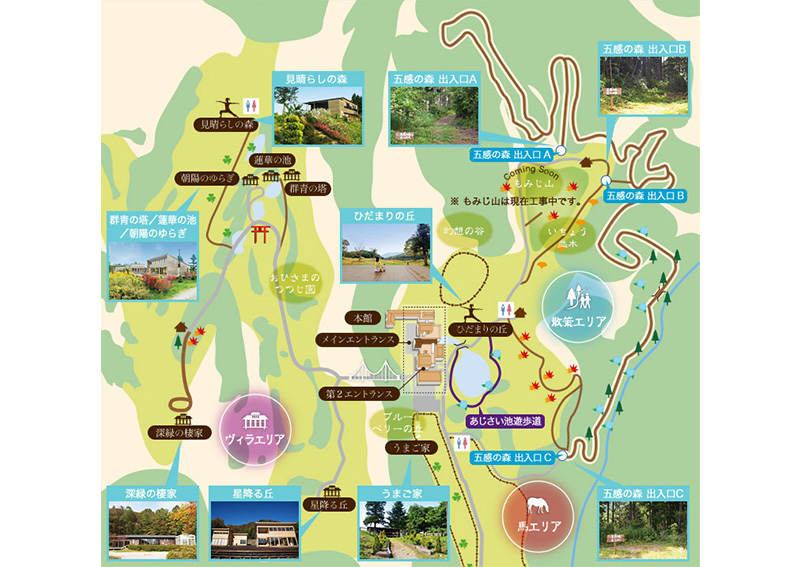 五感の森 出入口B
見晴らしの森
五感の森 出入口A
見晴らしの森
五感の森 出入口 A
蓮華の池
Coming Soon
朝陽のゆらぎ
もみじ山
群青の塔
五感の森 出入口 B
※ もみじ山は現在工事中です。
ひだまりの丘
群青の塔/蓮華の池
/朝陽のゆらぎ
幻想の谷
いちょう
並木
おひさまの
つつじ園
本館
散策エリア
ひだまりの丘
メインエントランス
第2エントランス
ブルー
ベリーの丘
あじさい池遊歩道
深緑の棲家
ヴィラエリア
うまご家
五感の森 出入口 C
深緑の棲家
星降る丘
星降る丘
うまご家
馬エリア
五感の森 出入口C